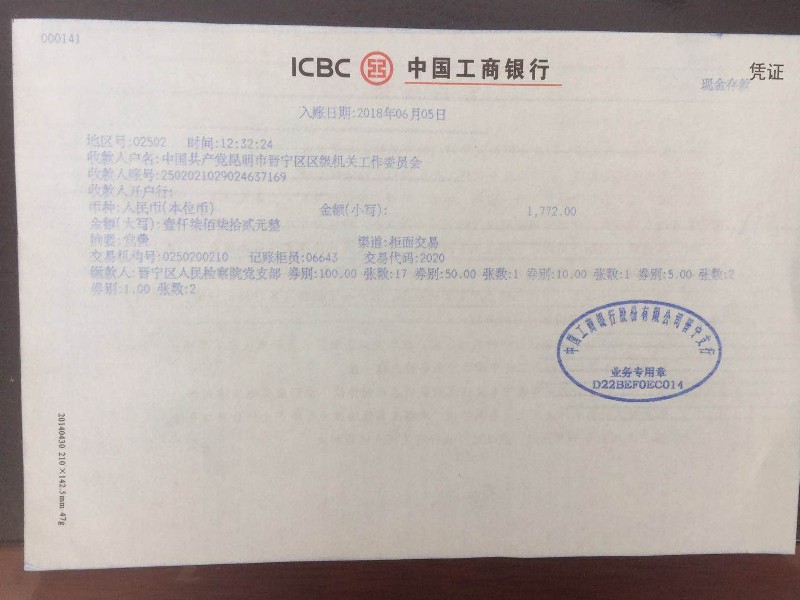 000141
ICBC 中国工商银行
凭证
现金存款
入账日期:2018年06月05日
地区号:02502 时间:12:32:24
收款人户名:中国共产党昆明市晋宁区区级机关工作委员会
收款人账号:2502021029024637169
收款人开户行:
币种:人民币(本位币) 金额(小写): 1,772.00
金额(大写):壹仟柒佰柒拾贰元整
摘要:党费 渠道:柜面交易
交易机构号:0250200210 记账柜员:06643 交易代码:2020
缴款人:晋宁区人民检察院党支部 券别:100.00 张数:17 券别:50.00 张数:1 券别:10.00 张数:1 券别:5.00 张数:2
券别:1.00 张数:2
中国工商银行股份有限公司晋宁支行
业务专用章
D22BEF0EC014
20140430 210×142.5mm 47g